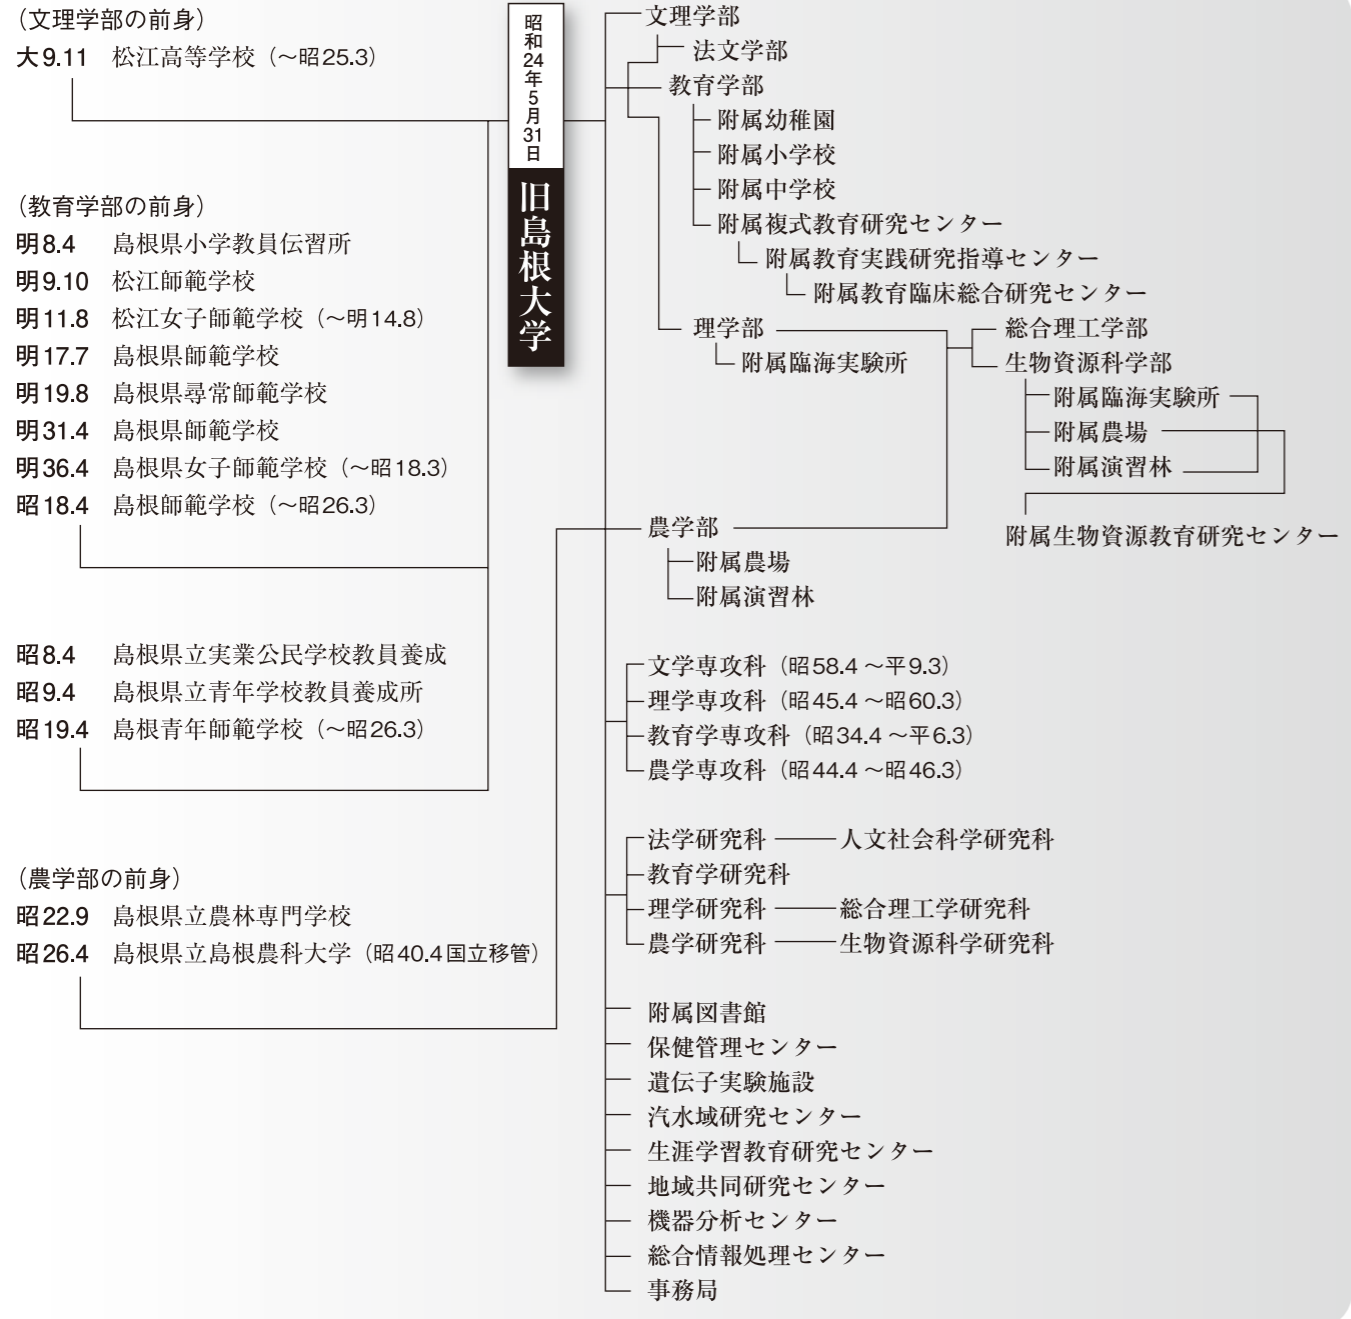 （文理学部の前身）
大9.11 松江高等学校（～昭25.3）
（教育学部の前身）
明8.4 島根県小学教員伝習所
明9.10 松江師範学校
明11.8 松江女子師範学校（～明14.8）
明17.7 島根県師範学校
明19.8 島根県尋常師範学校
明31.4 島根県師範学校
明36.4 島根県女子師範学校（～昭18.3）
昭18.4 島根師範学校（～昭26.3）
昭8.4 島根県立実業公民学校教員養成
昭9.4 島根県立青年学校教員養成所
昭19.4 島根青年師範学校（～昭26.3）
（農学部の前身）
昭22.9 島根県立農林専門学校
昭26.4 島根県立島根農科大学（昭40.4国立移管）
昭和24年5月31日
旧島根大学
文理学部
法文学部
教育学部
附属幼稚園
附属小学校
附属中学校
附属複式教育研究センター
附属教育実践研究指導センター
附属教育臨床総合研究センター
理学部
附属臨海実験所
総合理工学部
生物資源科学部
附属臨海実験所
附属農場
附属演習林
附属生物資源教育研究センター
農学部
附属農場
附属演習林
文学専攻科（昭58.4～平9.3）
理学専攻科（昭45.4～昭60.3）
教育学専攻科（昭34.4～平6.3）
農学専攻科（昭44.4～昭46.3）
法学研究科 人文社会科学研究科
教育学研究科
理学研究科 総合理工学研究科
農学研究科 生物資源科学研究科
附属図書館
保健管理センター
遺伝子実験施設
汽水域研究センター
生涯学習教育研究センター
地域共同研究センター
機器分析センター
総合情報処理センター
事務局